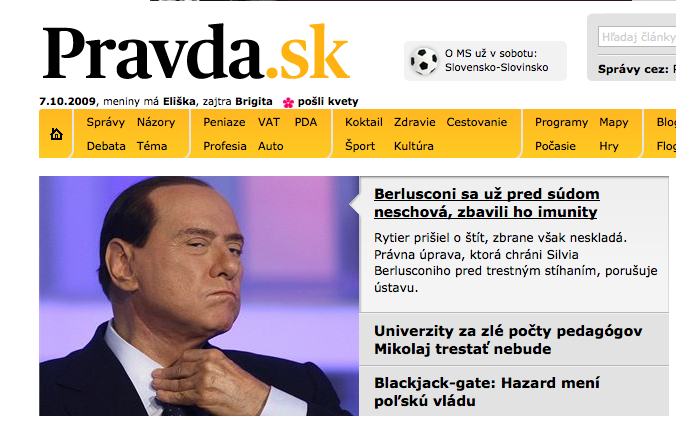 Pravda.sk
O MS už v sobotu:
Slovensko-Slovinsko
Hľadaj články
Správy cez:
7.10.2009, meniny má Eliška, zajtra Brigita pošli kvety
Správy Názory Peniaze VAT PDA Koktail Zdravie Cestovanie Programy Mapy Blog
Debata Téma Profesia Auto Šport Kultúra Počasie Hry Flog
Berlusconi sa už pred súdom
neschová, zbavili ho imunity
Rytier prišiel o štít, zbrane však neskladá.
Právna úprava, ktorá chráni Silvia
Berlusconiho pred trestným stíhaním, porušuje
ústavu.
Univerzity za zlé počty pedagógov
Mikolaj trestať nebude
Blackjack-gate: Hazard mení
poľskú vládu